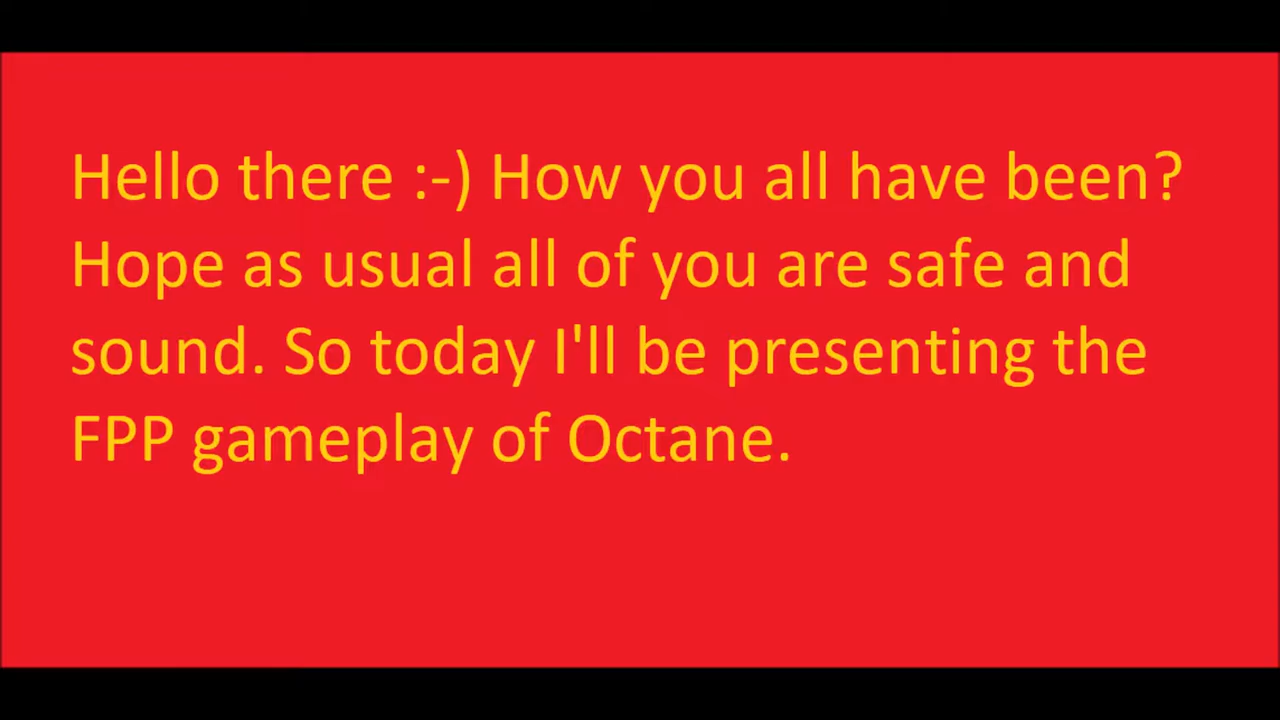 Hello there :-) How you all have been?
Hope as usual all of you are safe and
sound. So today I'll be presenting the
FPP gameplay of Octane.